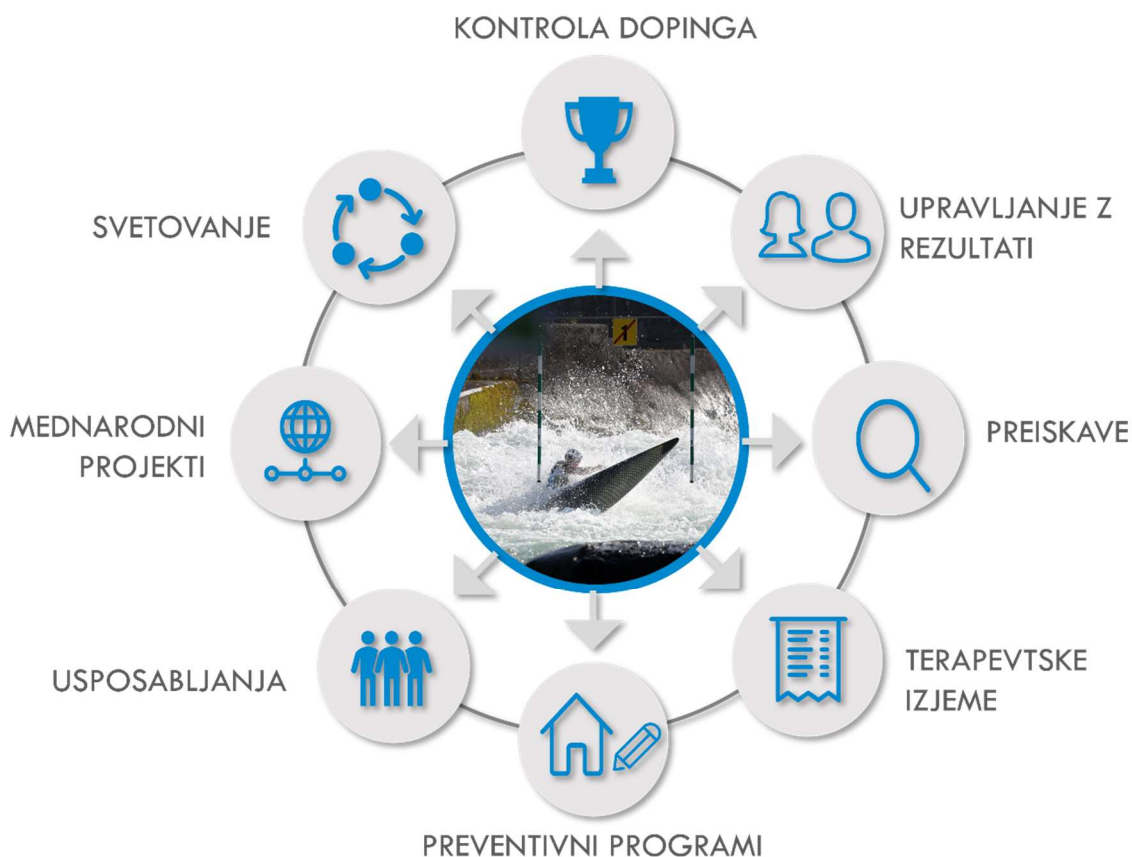 KONTROLA DOPINGA
UPRAVLJANJE Z
REZULTATI
PREISKAVE
TERAPEVTSKE
IZJEME
PREVENTIVNI PROGRAMI
USPOSABLJANJA
MEDNARODNI
PROJEKTI
SVETOVANJE